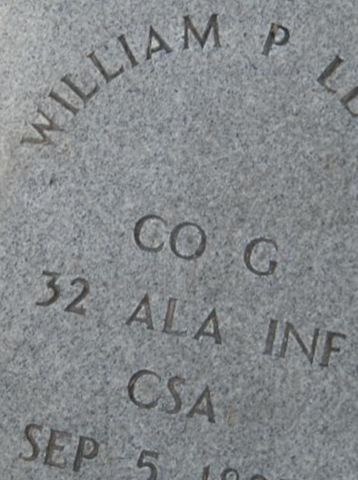 WILLIAM P
CO G
32 ALA INF
CSA
SEP 5